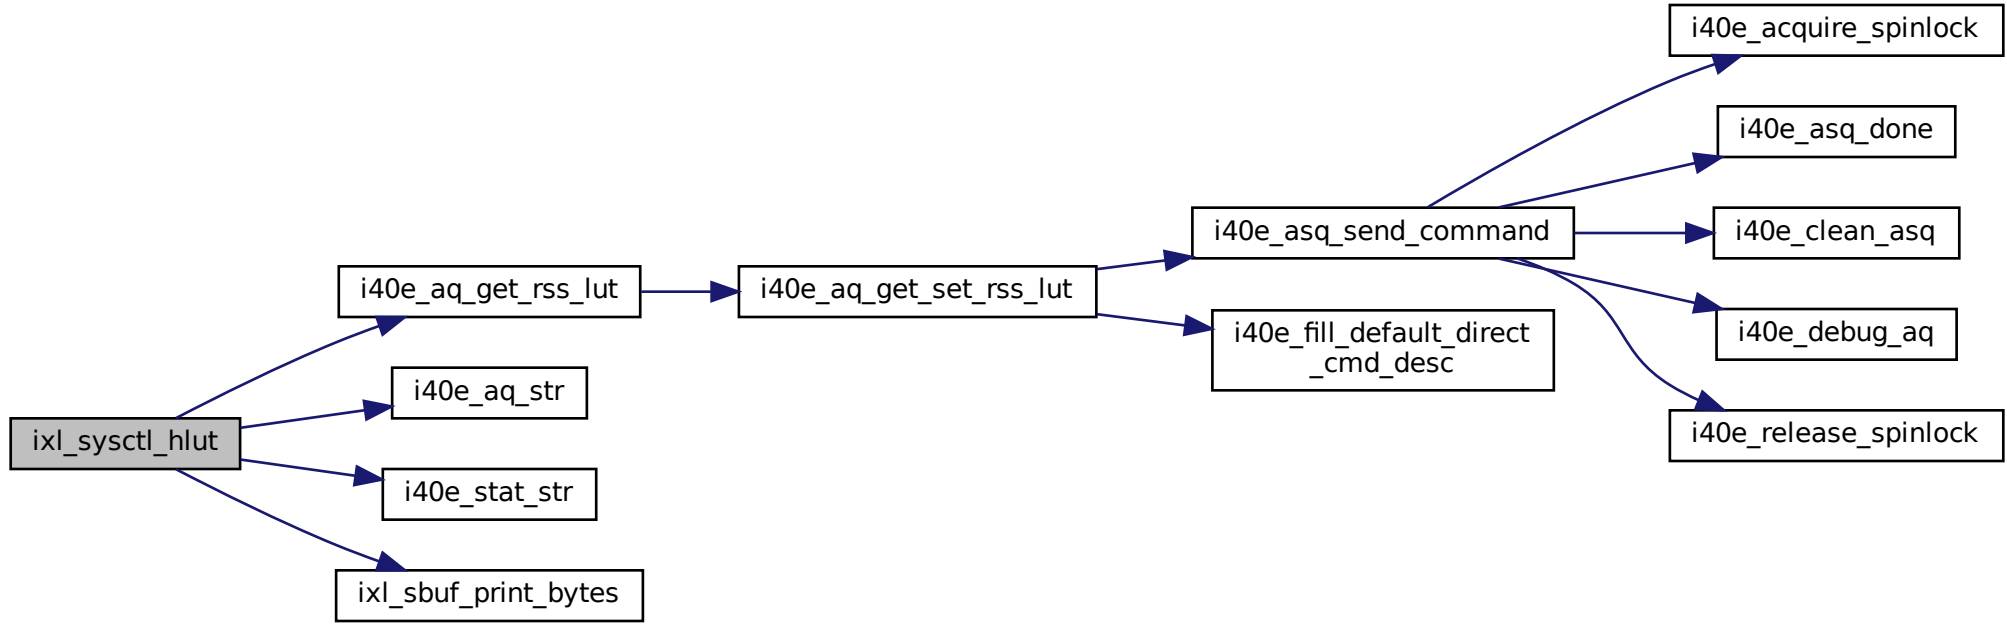 ixl_sysctl_hlut
i40e_aq_get_rss_lut
i40e_aq_str
i40e_stat_str
ixl_sbuf_print_bytes
i40e_aq_get_set_rss_lut
i40e_asq_send_command
i40e_fill_default_direct
_cmd_desc
i40e_acquire_spinlock
i40e_asq_done
i40e_clean_asq
i40e_debug_aq
i40e_release_spinlock